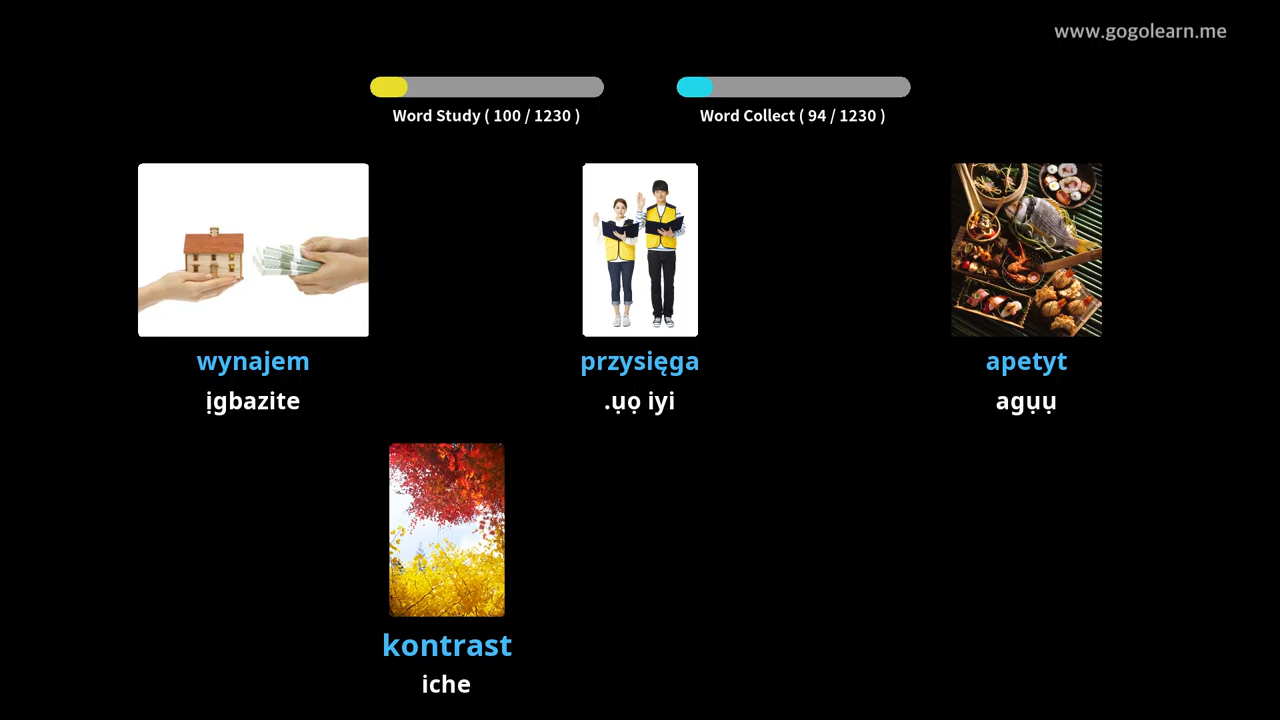 www.gogolearn.me
Word Study ( 100 / 1230 )
Word Collect ( 94 / 1230 )
wynajem
przysięga
apetyt
ịgbazite
.ụọ iyi
agụụ
kontrast
iche